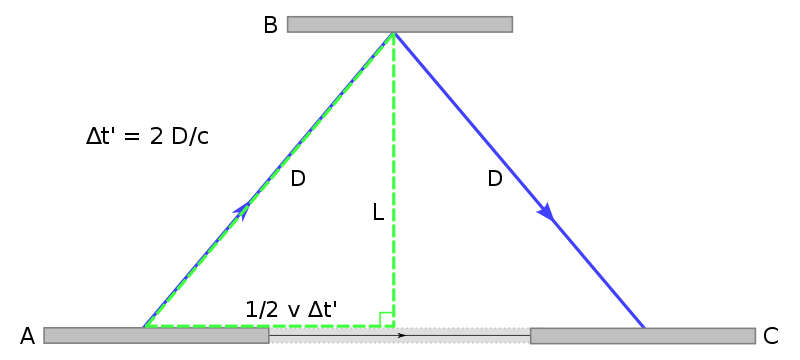 B
Δt' = 2 D/c
D
D
L
1/2 v Δt'
A
C